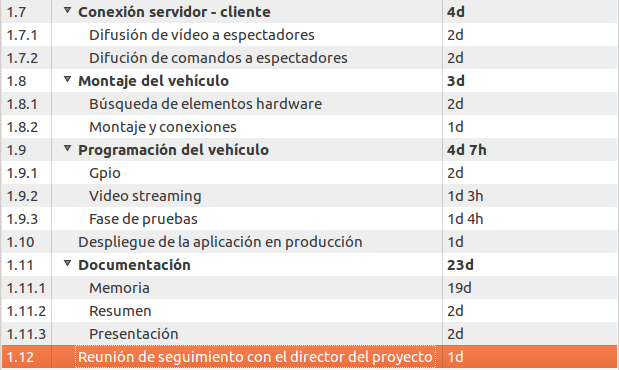 1.7 Conexión servidor - cliente 4d
1.7.1 Difusión de vídeo a espectadores 2d
1.7.2 Difución de comandos a espectadores 2d
1.8 Montaje del vehículo 3d
1.8.1 Búsqueda de elementos hardware 2d
1.8.2 Montaje y conexiones 1d
1.9 Programación del vehículo 4d 7h
1.9.1 Gpio 2d
1.9.2 Video streaming 1d 3h
1.9.3 Fase de pruebas 1d 4h
1.10 Despliegue de la aplicación en producción 1d
1.11 Documentación 23d
1.11.1 Memoria 19d
1.11.2 Resumen 2d
1.11.3 Presentación 2d
1.12 Reunión de seguimiento con el director del proyecto 1d